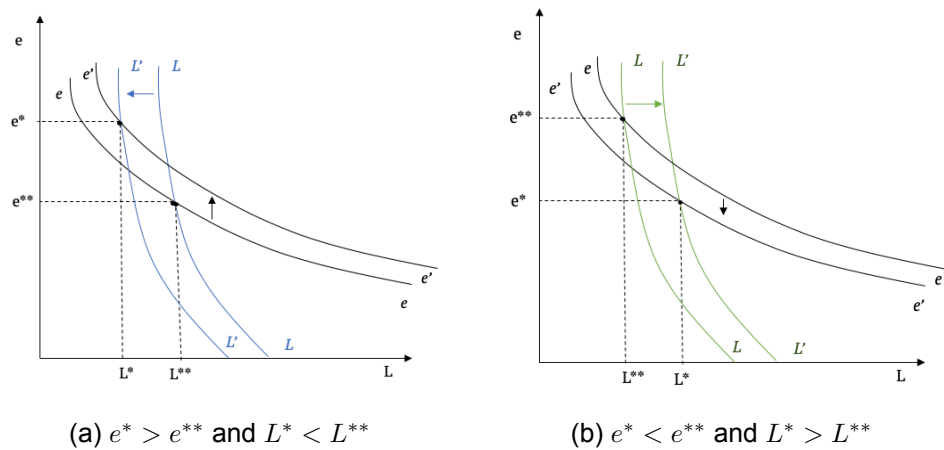 e
e'
e
L'
L
e*
e**
e'
e
L'
L
L*
L**
L
(a) e* > e** and L* < L**
e
e
e'
L
L'
e**
e*
e
e'
L
L'
L**
L*
L
(b) e* < e** and L* > L**